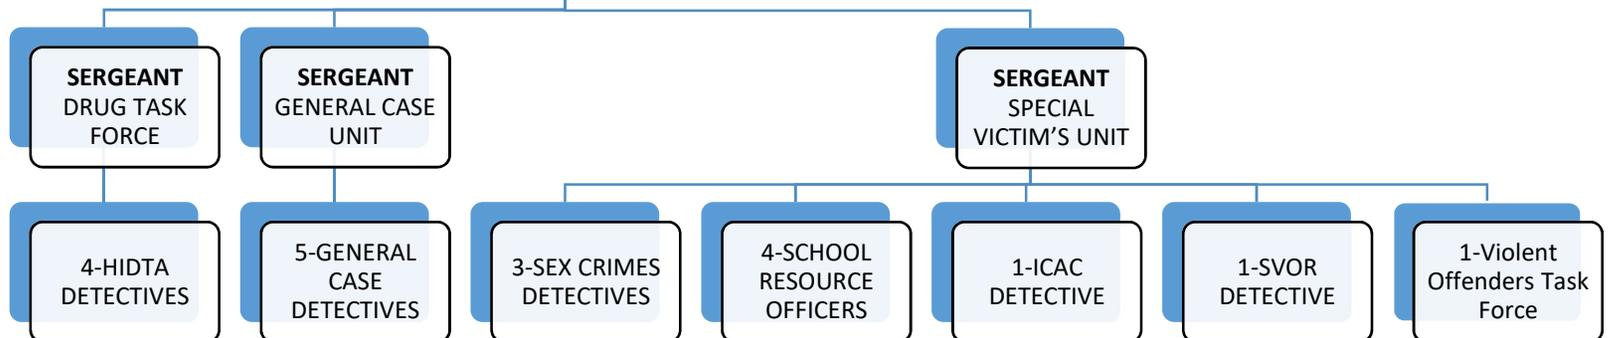 SERGEANT
DRUG TASK
FORCE
SERGEANT
GENERAL CASE
UNIT
SERGEANT
SPECIAL
VICTIM’S UNIT
4-HIDTA
DETECTIVES
5-GENERAL
CASE
DETECTIVES
3-SEX CRIMES
DETECTIVES
4-SCHOOL
RESOURCE
OFFICERS
1-ICAC
DETECTIVE
1-SVOR
DETECTIVE
1-Violent
Offenders Task
Force